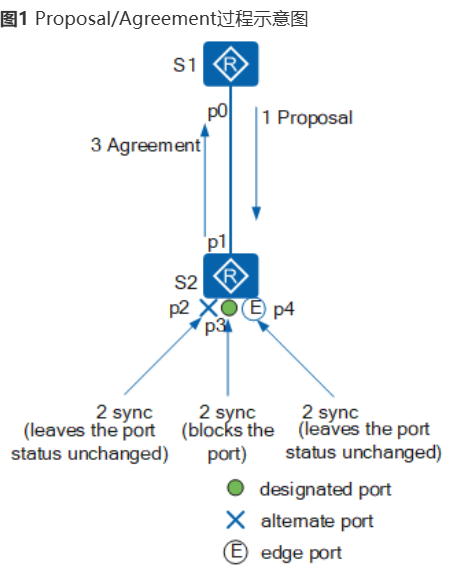 图1 Proposal/Agreement过程示意图
S1
R
p0
1 Proposal
3 Agreement
p1
S2
R
p2
p3
E
p4
2 sync
(leaves the port
status unchanged)
2 sync
(blocks the
port)
2 sync
(leaves the port
status unchanged)
designated port
alternate port
E
edge port